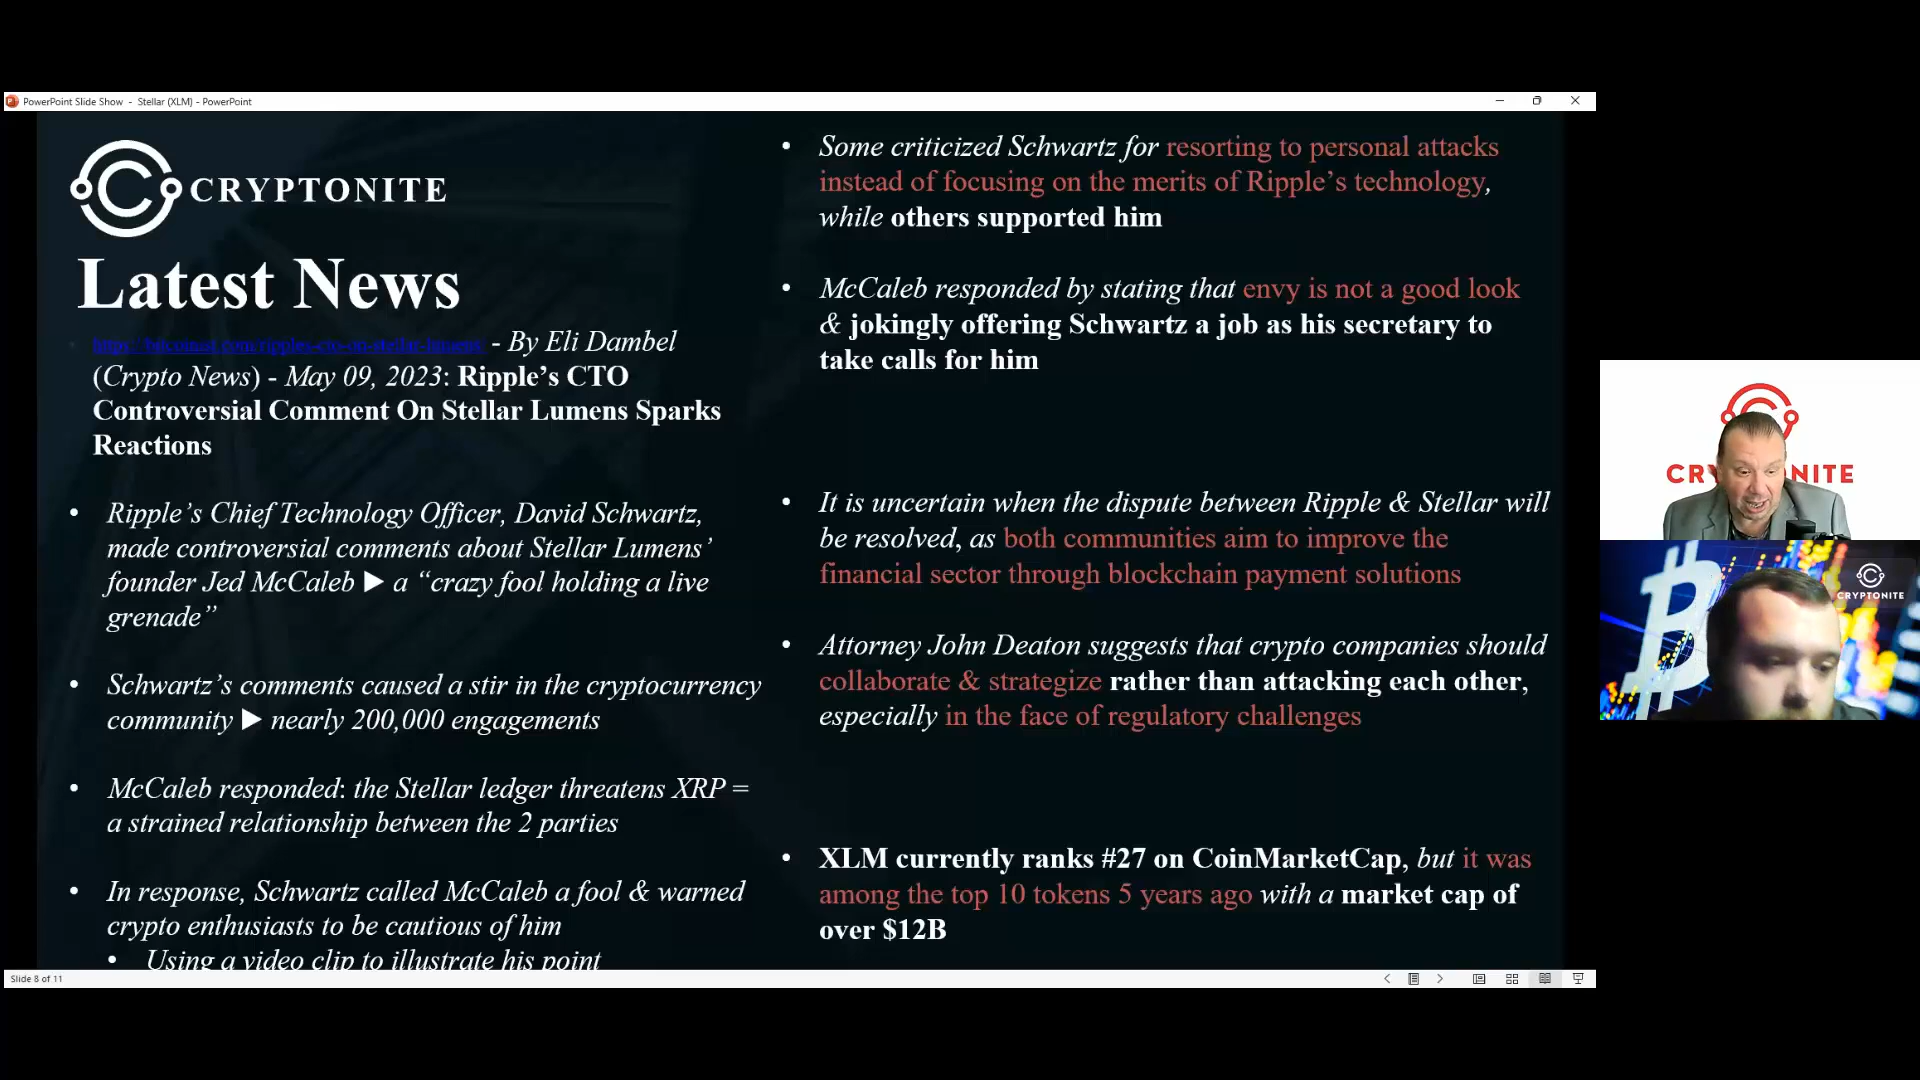 PowerPoint Slide Show - Stellar (XLM) - PowerPoint
CRYPTONITE
Latest News
• https://bitcoinist.com/ripples-cto-on-stellar-lumens/ - By Eli Dambel
(Crypto News) - May 09, 2023: Ripple’s CTO
Controversial Comment On Stellar Lumens Sparks
Reactions
• Ripple’s Chief Technology Officer, David Schwartz,
made controversial comments about Stellar Lumens’
founder Jed McCaleb ▶ a “crazy fool holding a live
grenade”
• Schwartz’s comments caused a stir in the cryptocurrency
community ▶ nearly 200,000 engagements
• McCaleb responded: the Stellar ledger threatens XRP =
a strained relationship between the 2 parties
• In response, Schwartz called McCaleb a fool & warned
crypto enthusiasts to be cautious of him
• Using a video clip to illustrate his point
• Some criticized Schwartz for resorting to personal attacks
instead of focusing on the merits of Ripple’s technology,
while others supported him
• McCaleb responded by stating that envy is not a good look
& jokingly offering Schwartz a job as his secretary to
take calls for him
• It is uncertain when the dispute between Ripple & Stellar will
be resolved, as both communities aim to improve the
financial sector through blockchain payment solutions
• Attorney John Deaton suggests that crypto companies should
collaborate & strategize rather than attacking each other,
especially in the face of regulatory challenges
• XLM currently ranks #27 on CoinMarketCap, but it was
among the top 10 tokens 5 years ago with a market cap of
over $12B
Slide 8 of 11
CRY NITE
CRYPTONITE